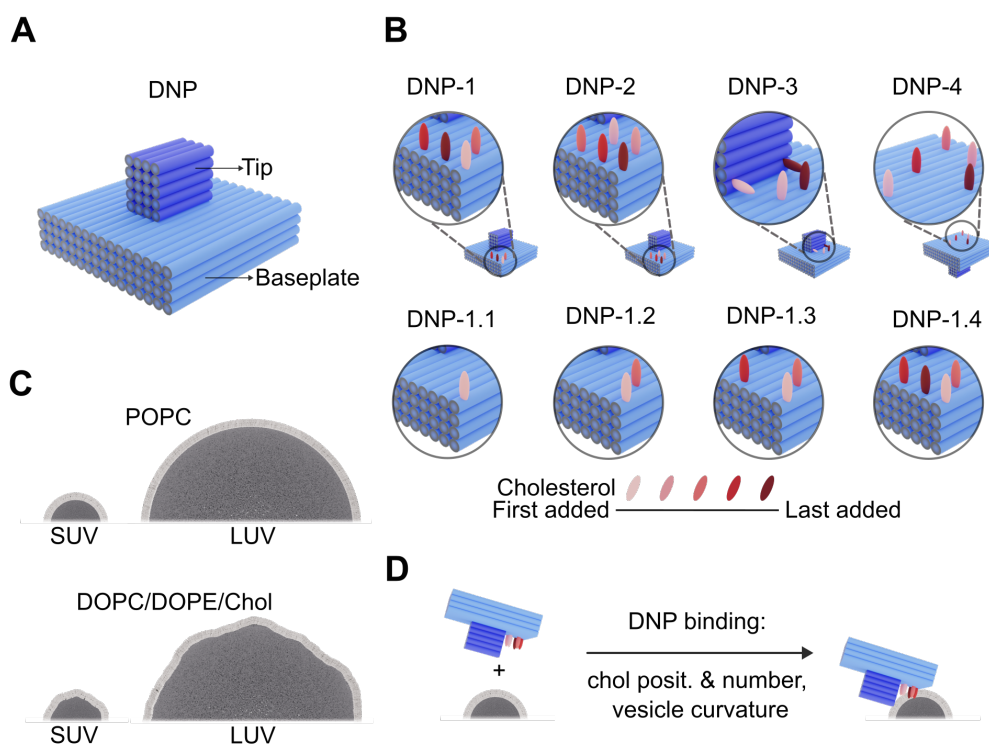 A
DNP
Tip
Baseplate
B
DNP-1
DNP-2
DNP-3
DNP-4
DNP-1.1
DNP-1.2
DNP-1.3
DNP-1.4
Cholesterol
First added
Last added
C
POPC
SUV
LUV
DOPC/DOPE/Chol
SUV
LUV
D
+
DNP binding:
chol posit. & number,
vesicle curvature